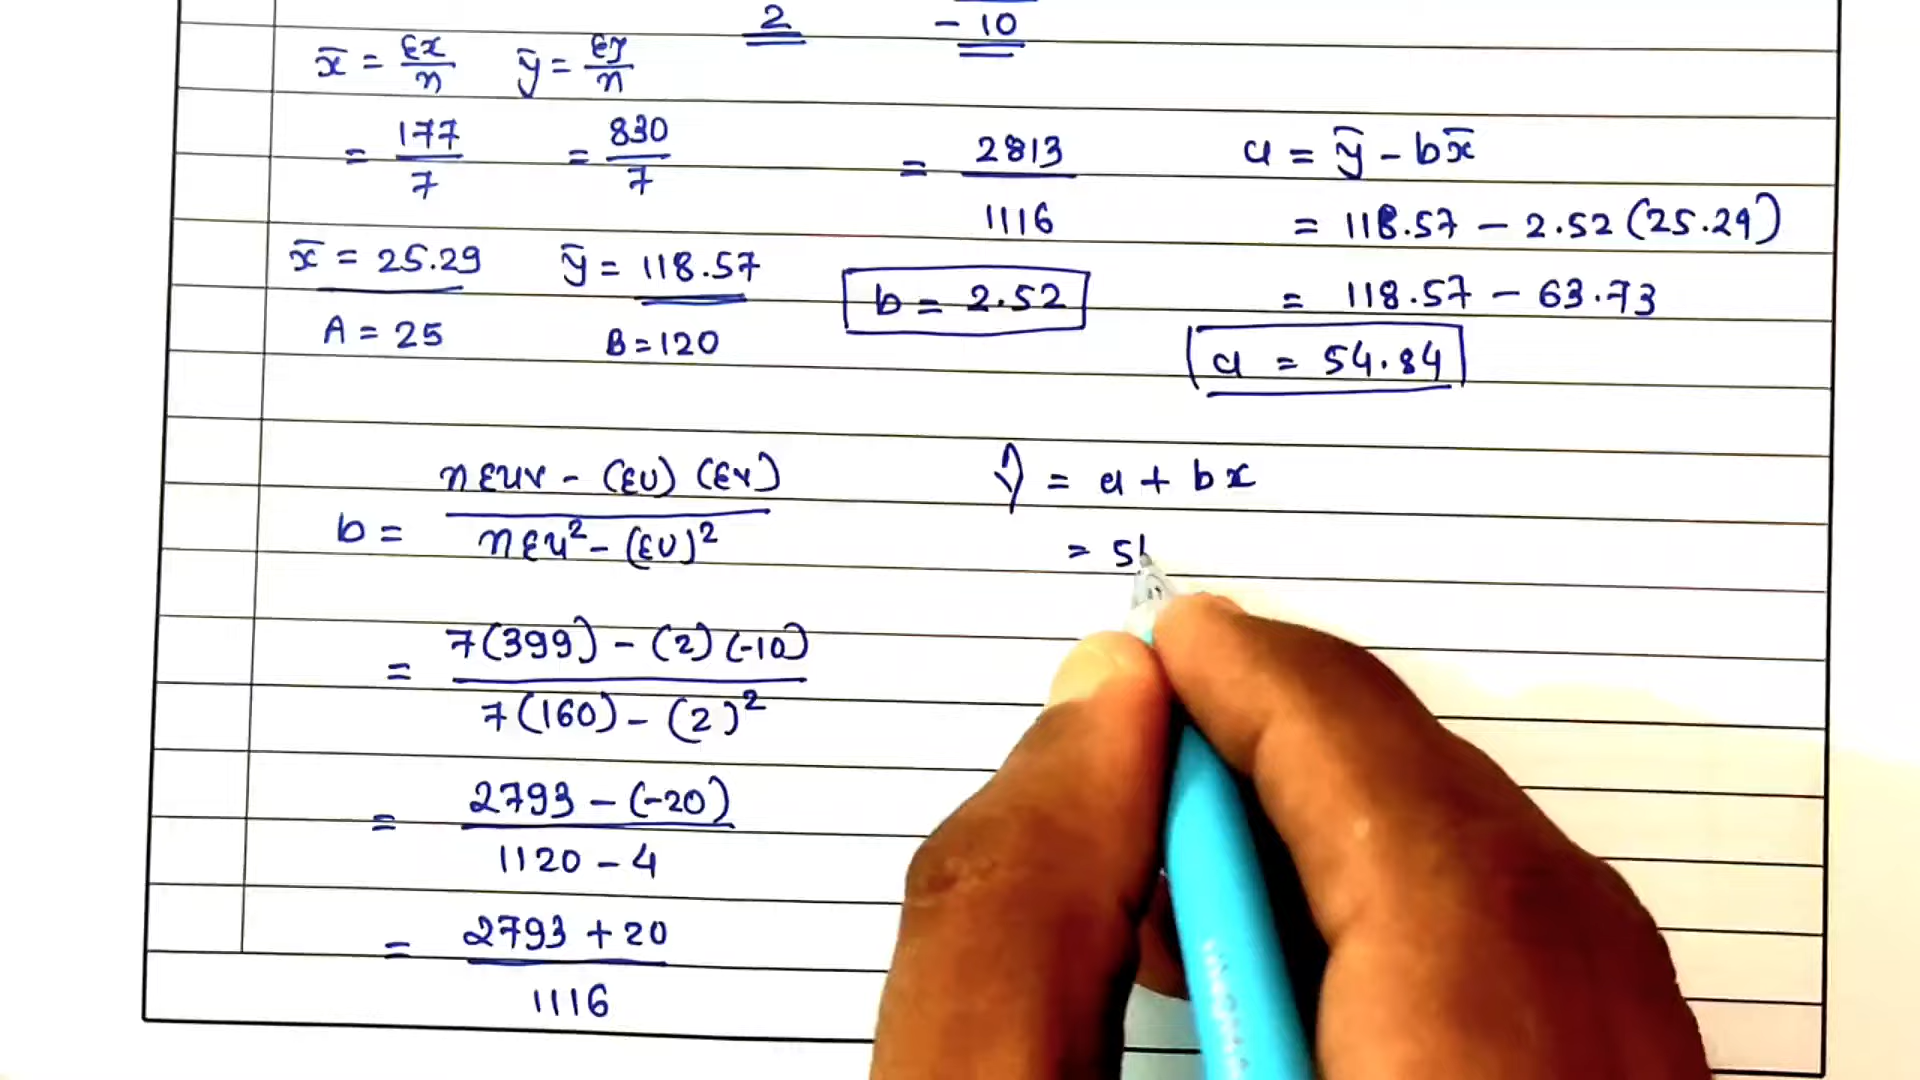 2 - 10
x̄ = Σx/n ȳ = Σy/n
= 177/7 = 830/7
x̄ = 25.29 ȳ = 118.57
A = 25 B = 120
b = nΣuv - (Σu) (Σv) / nΣu² - (Σu)²
= 7(399) - (2) (-10) / 7(160) - (2)²
= 2793 - (-20) / 1120 - 4
= 2793 + 20 / 1116
= 2813 / 1116
b = 2.52
a = ȳ - bx̄
= 118.57 - 2.52 (25.29)
= 118.57 - 63.73
a = 54.84
ŷ = a + bx
= 5